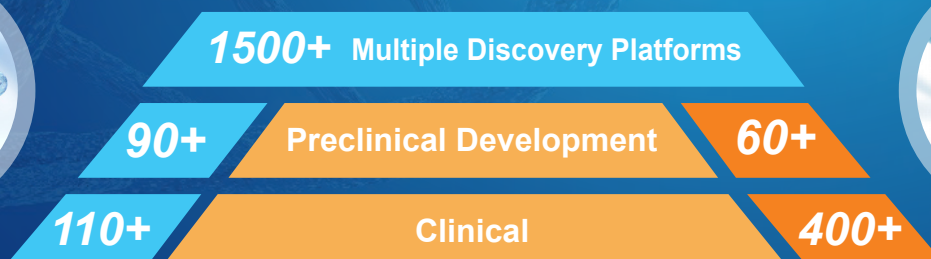 1500+ Multiple Discovery Platforms
90+ Preclinical Development 60+
110+ Clinical 400+